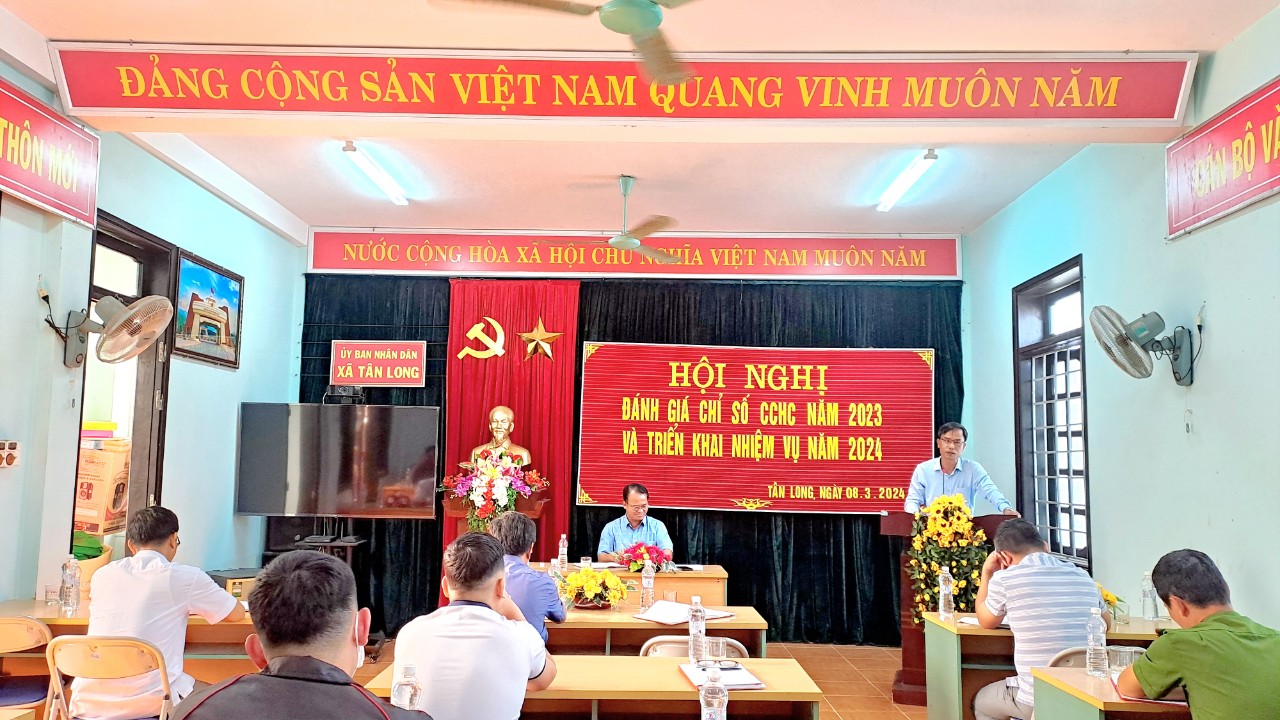 ĐẢNG CỘNG SẢN VIỆT NAM QUANG VINH MUÔN NĂM
THÔN MỚI
CÁN BỘ VÀ
NƯỚC CỘNG HÒA XÃ HỘI CHỦ NGHĨA VIỆT NAM MUÔN NĂM
ỦY BAN NHÂN DÂN
XÃ TÂN LONG
HỘI NGHỊ
ĐÁNH GIÁ CHỈ SỐ CCHC NĂM 2023
VÀ TRIỂN KHAI NHIỆM VỤ NĂM 2024
TÂN LONG, NGÀY 08.3.2024